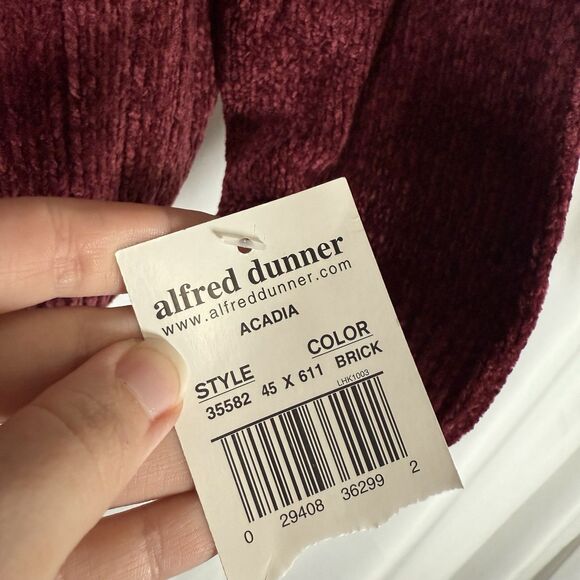 alfred dunner
www.alfreddunner.com
ACADIA
STYLE COLOR
35582 45 X 611 BRICK
LHK1003
0 29408 36299 2